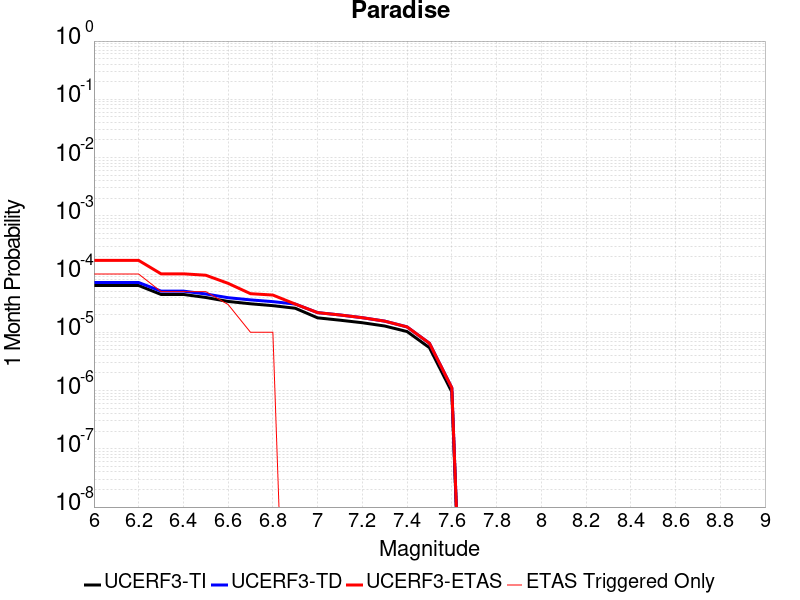 Paradise
10^0
10^-1
10^-2
10^-3
10^-4
10^-5
10^-6
10^-7
10^-8
1 Month Probability
6 6.2 6.4 6.6 6.8 7 7.2 7.4 7.6 7.8 8 8.2 8.4 8.6 8.8 9
Magnitude
UCERF3-TI UCERF3-TD UCERF3-ETAS ETAS Triggered Only